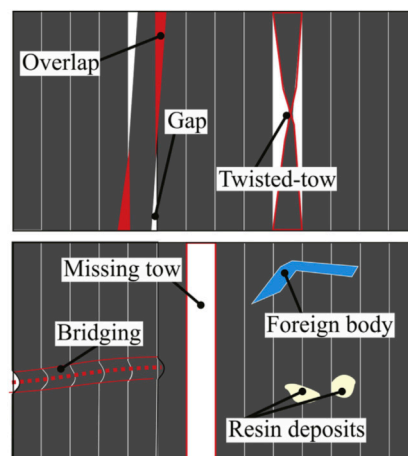 Overlap
Gap
Twisted-tow
Missing tow
Bridging
Foreign body
Resin deposits